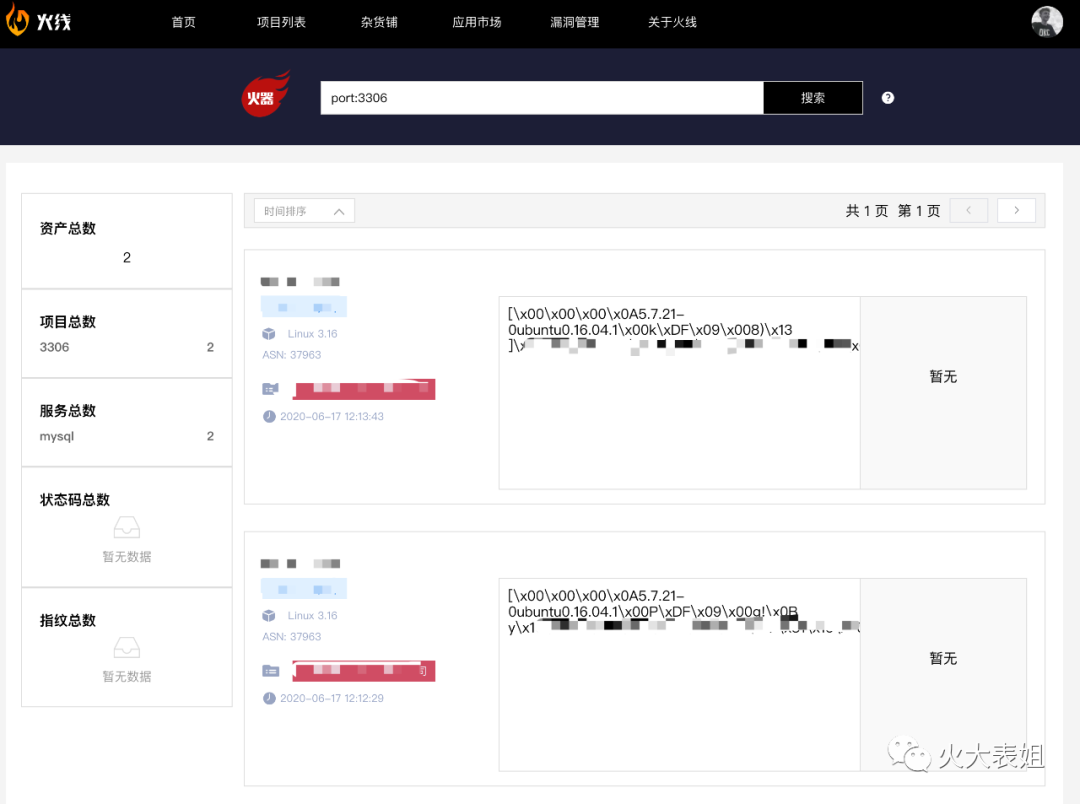 火线
首页
项目列表
杂货铺
应用市场
漏洞管理
关于火线
火器
port:3306
搜索
?
资产总数
2
项目总数
3306 2
服务总数
mysql 2
状态码总数
暂无数据
指纹总数
暂无数据
时间排序
共 1 页 第 1 页
Linux 3.16
ASN: 37963
2020-06-17 12:13:43
[\x00\x00\x00\x0A5.7.21-
0ubuntu0.16.04.1\x00k\xDF\x09\x008)\x13
]\x
暂无
Linux 3.16
ASN: 37963
2020-06-17 12:12:29
[\x00\x00\x00\x0A5.7.21-
0ubuntu0.16.04.1\x00P\xDF\x09\x00q!\x0B
y\x1
暂无
火大表姐